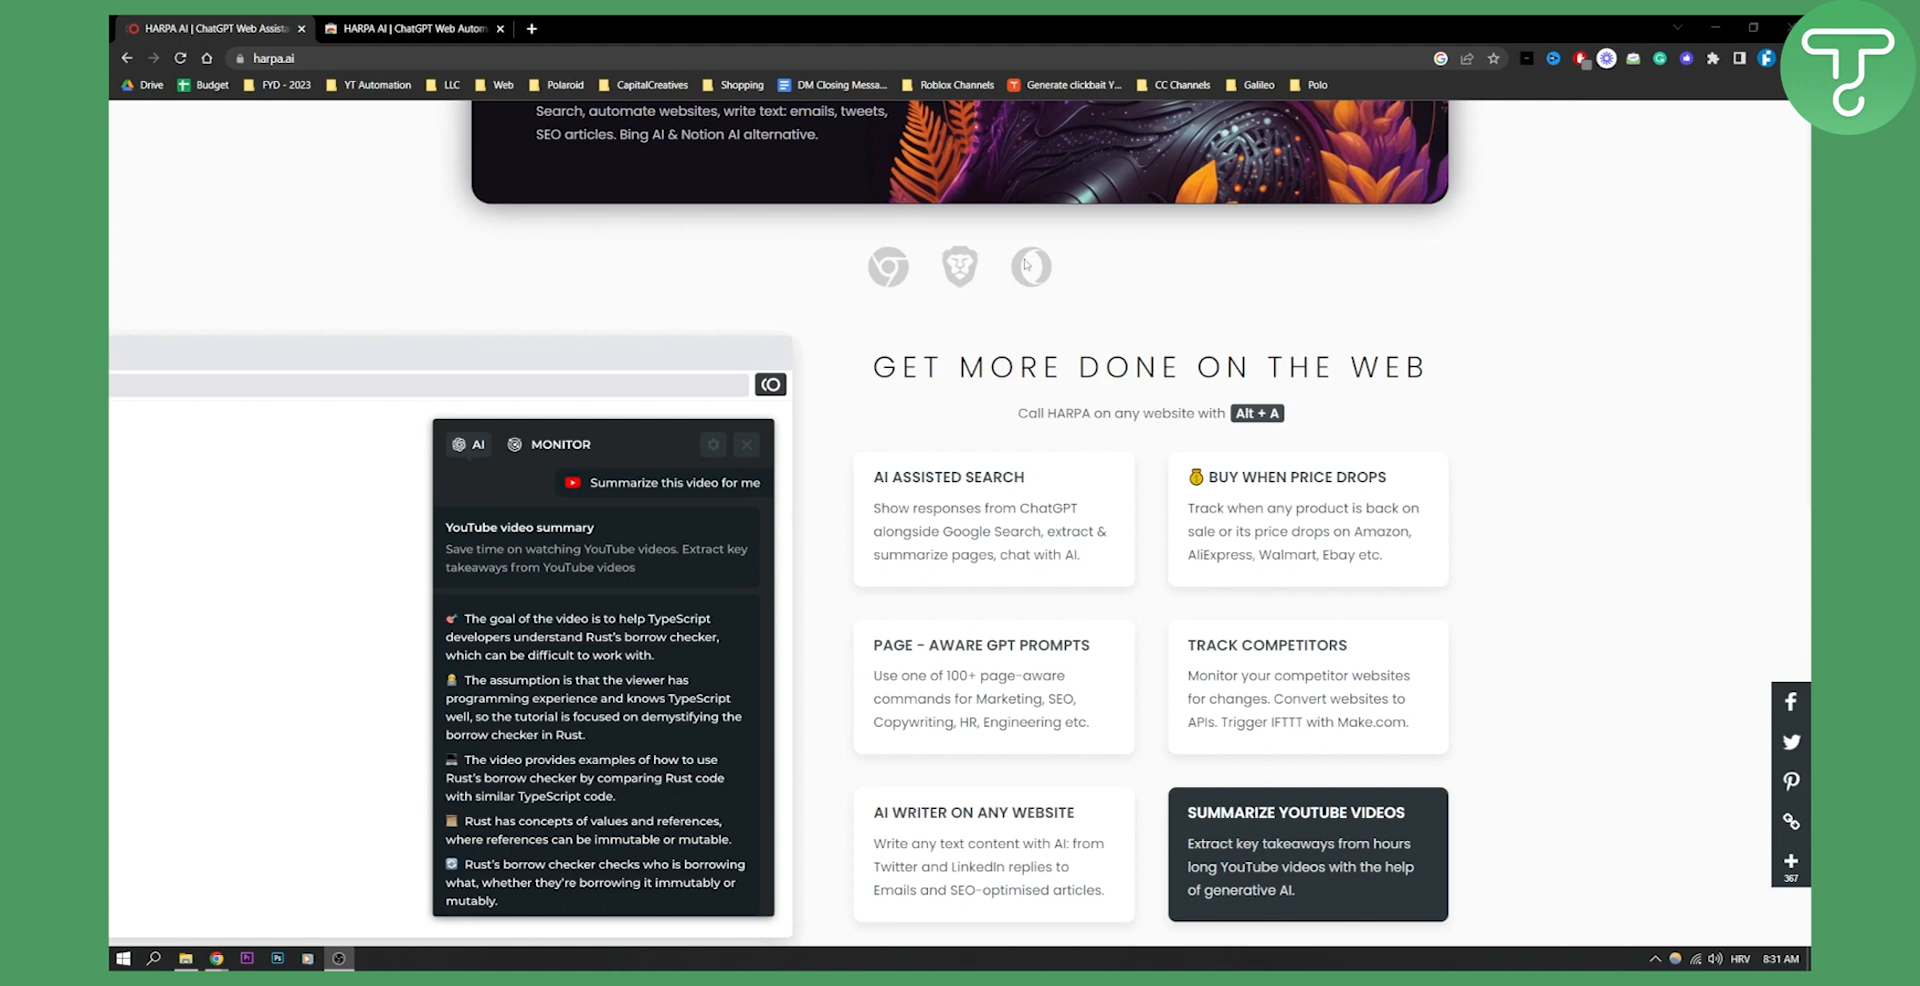 HARPA AI | ChatGPT Web Assista
HARPA AI | ChatGPT Web Autom
harpa.ai
Drive
Budget
FYD - 2023
YT Automation
LLC
Web
Polaroid
CapitalCreatives
Shopping
DM Closing Messa...
Roblox Channels
Generate clickbait Y...
CC Channels
Galileo
Polo
Search, automate websites, write text: emails, tweets,
SEO articles. Bing AI & Notion AI alternative.
GET MORE DONE ON THE WEB
Call HARPA on any website with Alt + A
AI MONITOR
Summarize this video for me
YouTube video summary
Save time on watching YouTube videos. Extract key
takeaways from YouTube videos
The goal of the video is to help TypeScript
developers understand Rust's borrow checker,
which can be difficult to work with.
The assumption is that the viewer has
programming experience and knows TypeScript
well, so the tutorial is focused on demystifying the
borrow checker in Rust.
The video provides examples of how to use
Rust's borrow checker by comparing Rust code
with similar TypeScript code.
Rust has concepts of values and references,
where references can be immutable or mutable.
Rust's borrow checker checks who is borrowing
what, whether they're borrowing it immutably or
mutably.
AI ASSISTED SEARCH
Show responses from ChatGPT
alongside Google Search, extract &
summarize pages, chat with AI.
BUY WHEN PRICE DROPS
Track when any product is back on
sale or its price drops on Amazon,
AliExpress, Walmart, Ebay etc.
PAGE - AWARE GPT PROMPTS
Use one of 100+ page-aware
commands for Marketing, SEO,
Copywriting, HR, Engineering etc.
TRACK COMPETITORS
Monitor your competitor websites
for changes. Convert websites to
APIs. Trigger IFTTT with Make.com.
AI WRITER ON ANY WEBSITE
Write any text content with AI: from
Twitter and LinkedIn replies to
Emails and SEO-optimised articles.
SUMMARIZE YOUTUBE VIDEOS
Extract key takeaways from hours
long YouTube videos with the help
of generative AI.
367
HRV
8:31 AM